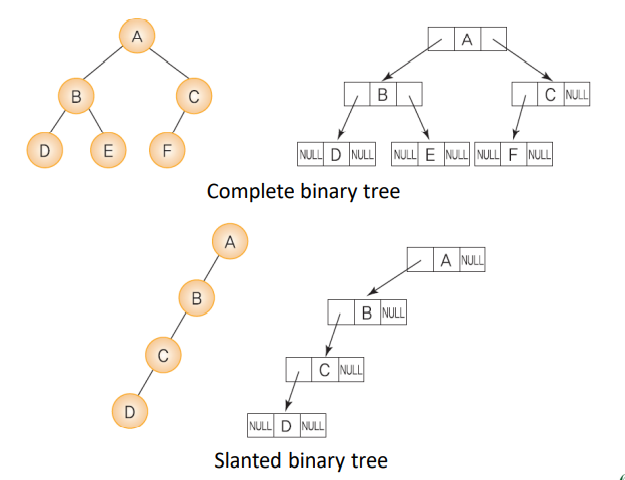 A
A
B
C
B
C NULL
D
E
F
NULL D NULL
NULL E NULL
NULL F NULL
Complete binary tree
A
A NULL
B
B NULL
C
C NULL
D
NULL D NULL
Slanted binary tree